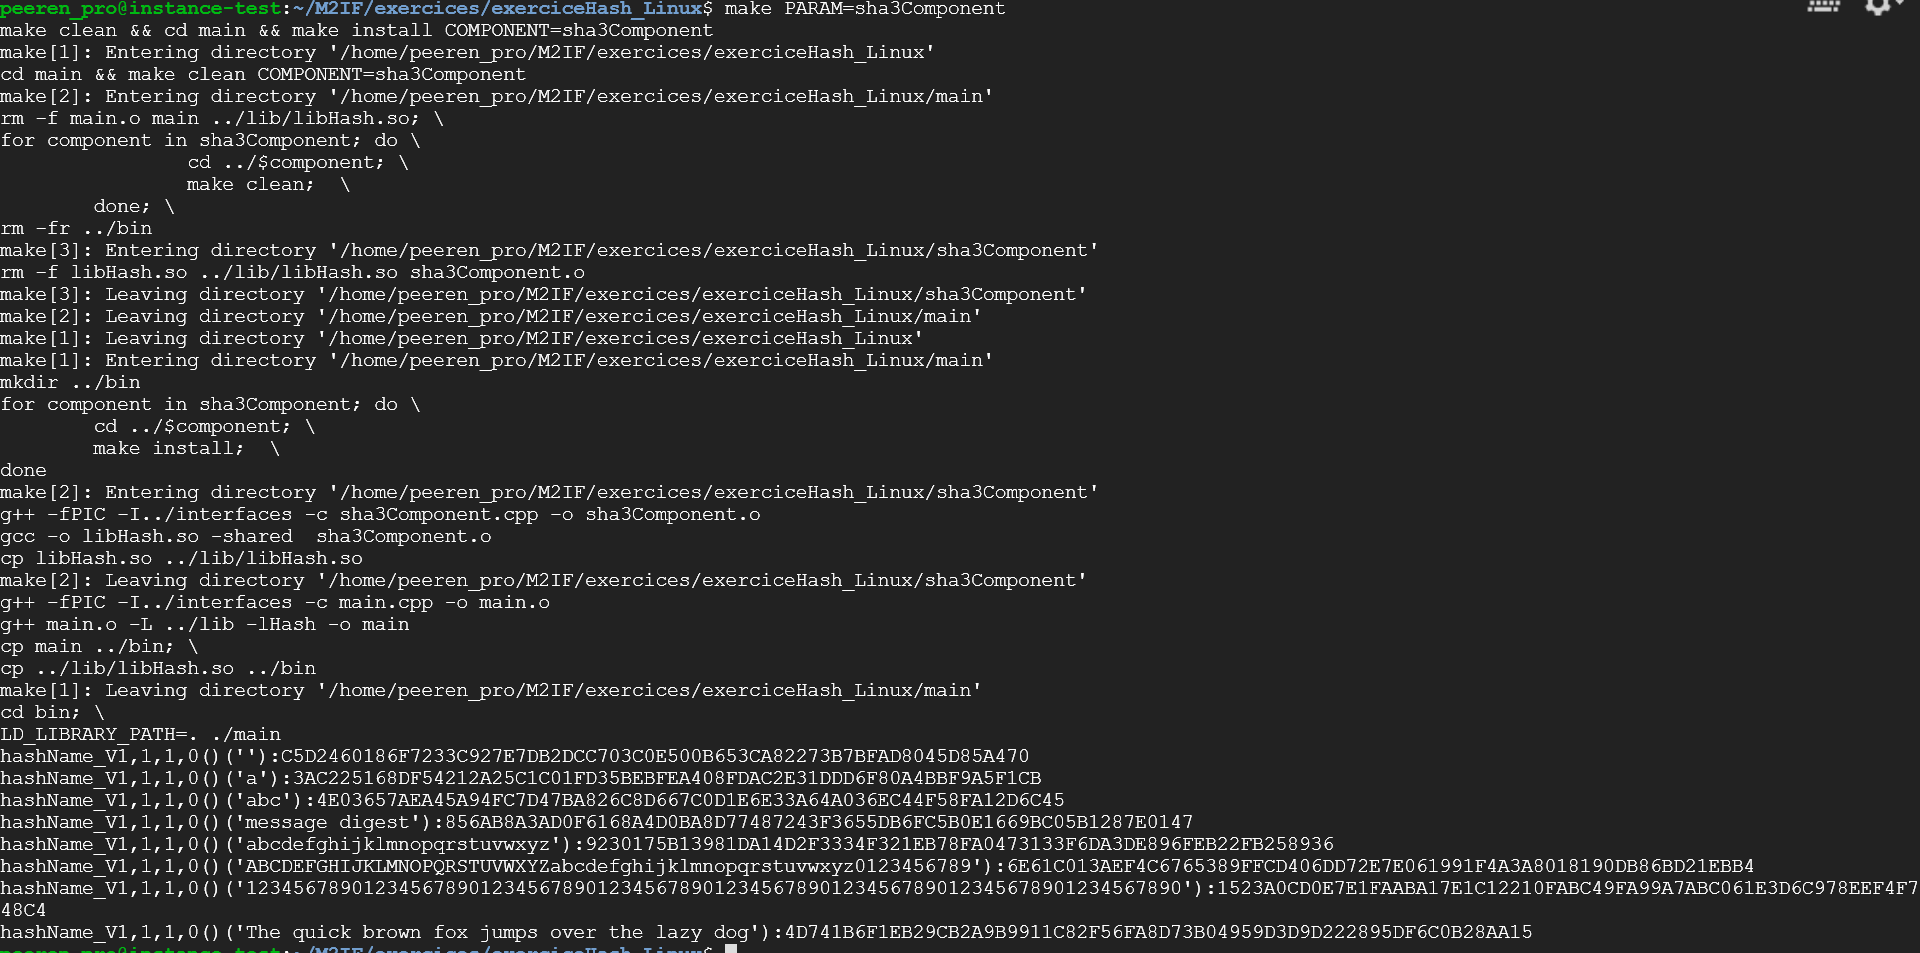 peeren_pro@instance-test:~/M2IF/exercices/exerciceHash_Linux$ make PARAM=sha3Component
make clean && cd main && make install COMPONENT=sha3Component
make[1]: Entering directory '/home/peeren_pro/M2IF/exercices/exerciceHash_Linux'
cd main && make clean COMPONENT=sha3Component
make[2]: Entering directory '/home/peeren_pro/M2IF/exercices/exerciceHash_Linux/main'
rm -f main.o main ../lib/libHash.so; \
for component in sha3Component; do \
cd ../$component; \
make clean;  \
done; \
rm -fr ../bin
make[3]: Entering directory '/home/peeren_pro/M2IF/exercices/exerciceHash_Linux/sha3Component'
rm -f libHash.so ../lib/libHash.so sha3Component.o
make[3]: Leaving directory '/home/peeren_pro/M2IF/exercices/exerciceHash_Linux/sha3Component'
make[2]: Leaving directory '/home/peeren_pro/M2IF/exercices/exerciceHash_Linux/main'
make[1]: Leaving directory '/home/peeren_pro/M2IF/exercices/exerciceHash_Linux'
make[1]: Entering directory '/home/peeren_pro/M2IF/exercices/exerciceHash_Linux/main'
mkdir ../bin
for component in sha3Component; do \
cd ../$component; \
make install;  \
done
make[2]: Entering directory '/home/peeren_pro/M2IF/exercices/exerciceHash_Linux/sha3Component'
g++ -fPIC -I../interfaces -c sha3Component.cpp -o sha3Component.o
gcc -o libHash.so -shared  sha3Component.o
cp libHash.so ../lib/libHash.so
make[2]: Leaving directory '/home/peeren_pro/M2IF/exercices/exerciceHash_Linux/sha3Component'
g++ -fPIC -I../interfaces -c main.cpp -o main.o
g++ main.o -L ../lib -lHash -o main
cp main ../bin; \
cp ../lib/libHash.so ../bin
make[1]: Leaving directory '/home/peeren_pro/M2IF/exercices/exerciceHash_Linux/main'
cd bin; \
LD_LIBRARY_PATH=. ./main
hashName_V1,1,1,0()(''):C5D2460186F7233C927E7DB2DCC703C0E500B653CA82273B7BFAD8045D85A470
hashName_V1,1,1,0()('a'):3AC225168DF54212A25C1C01FD35BEBFEA408FDAC2E31DDD6F80A4BBF9A5F1CB
hashName_V1,1,1,0()('abc'):4E03657AEA45A94FC7D47BA826C8D667C0D1E6E33A64A036EC44F58FA12D6C45
hashName_V1,1,1,0()('message digest'):856AB8A3AD0F6168A4D0BA8D77487243F3655DB6FC5B0E1669BC05B1287E0147
hashName_V1,1,1,0()('abcdefghijklmnopqrstuvwxyz'):9230175B13981DA14D2F3334F321EB78FA0473133F6DA3DE896FEB22FB258936
hashName_V1,1,1,0()('ABCDEFGHIJKLMNOPQRSTUVWXYZabcdefghijklmnopqrstuvwxyz0123456789'):6E61C013AEF4C6765389FFCD406DD72E7E061991F4A3A8018190DB86BD21EBB4
hashName_V1,1,1,0()('12345678901234567890123456789012345678901234567890123456789012345678901234567890'):1523A0CD0E7E1FAABA17E1C12210FABC49FA99A7ABC061E3D6C978EEF4F7
48C4
hashName_V1,1,1,0()('The quick brown fox jumps over the lazy dog'):4D741B6F1EB29CB2A9B9911C82F56FA8D73B04959D3D9D222895DF6C0B28AA15
peeren_pro@instance-test:~/M2IF/exercices/exerciceHash_Linux$